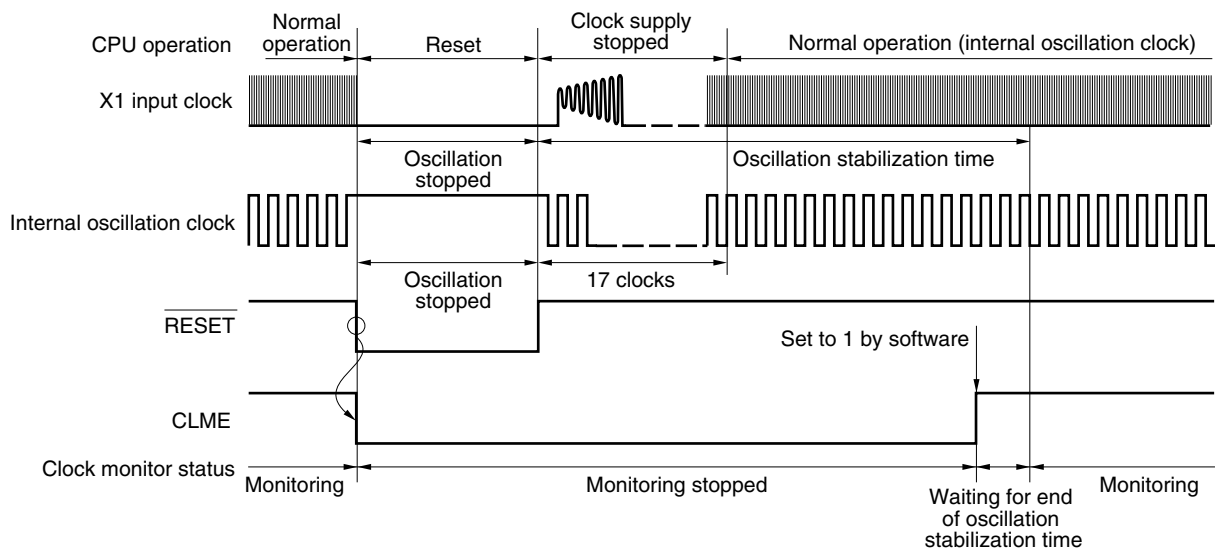 CPU operation
Normal
operation
Reset
Clock supply
stopped
Normal operation (internal oscillation clock)
X1 input clock
Oscillation
stopped
Oscillation stabilization time
Internal oscillation clock
Oscillation
stopped
17 clocks
RESET
Set to 1 by software
CLME
Clock monitor status
Monitoring
Monitoring stopped
Waiting for end
of oscillation
stabilization time
Monitoring